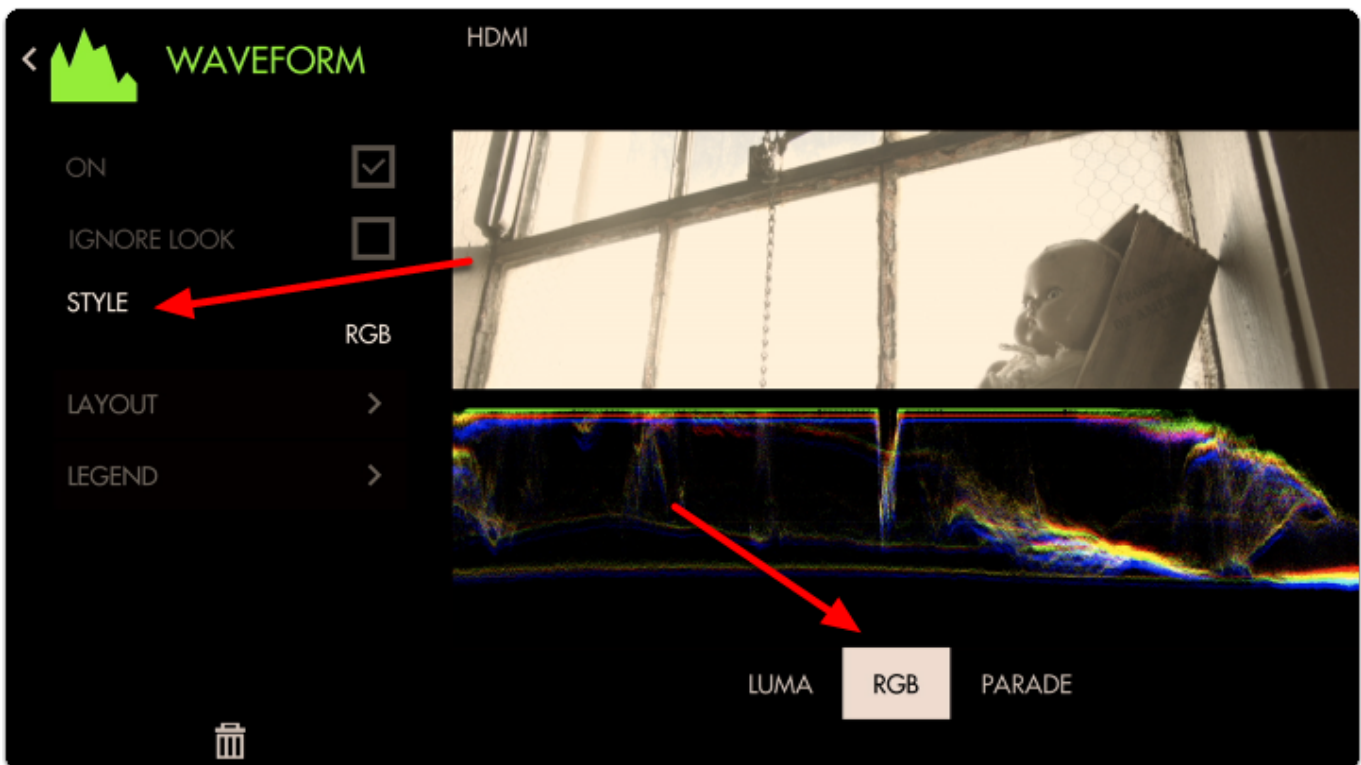 WAVEFORM
HDMI
ON
IGNORE LOOK
STYLE
RGB
LAYOUT
LEGEND
LUMA
RGB
PARADE